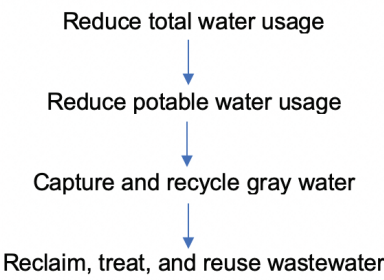 Reduce total water usage
Reduce potable water usage
Capture and recycle gray water
Reclaim, treat, and reuse wastewater